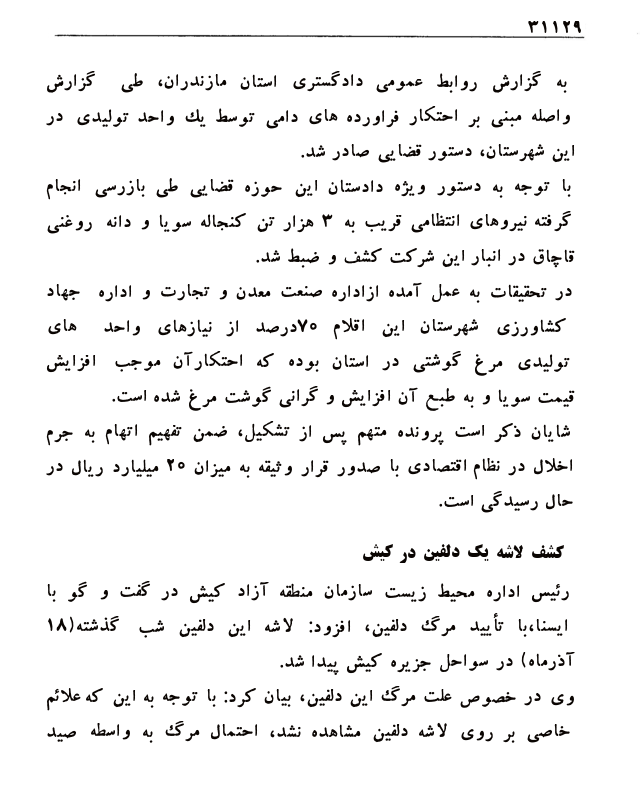 ۳۱۱۲۹
به گزارش روابط عمومی دادگستری استان مازندران، طی گزارش
واصله مبنی بر احتکار فراورده های دامی توسط یك واحد تولیدی در
این شهرستان، دستور قضایی صادر شد.
با توجه به دستور ویژه دادستان این حوزه قضایی طی بازرسی انجام
گرفته نیروهای انتظامی قریب به ۳ هزار تن کنجاله سویا و دانه روغنی
قاچاق در انبار این شرکت کشف و ضبط شد.
در تحقیقات به عمل آمده ازاداره صنعت معدن و تجارت و اداره جهاد
کشاورزی شهرستان این اقلام ۷۰درصد از نیازهای واحد های
تولیدی مرغ گوشتی در استان بوده که احتکارآن موجب افزایش
قیمت سویا و به طبع آن افزایش و گرانی گوشت مرغ شده است.
شایان ذکر است پرونده متهم پس از تشکیل، ضمن تفهیم اتهام به جرم
اخلال در نظام اقتصادی با صدور قرار وثیقه به میزان ۲۰ میلیارد ریال در
حال رسیدگی است.
کشف لاشه یک دلفین در کیش
رئیس اداره محیط زیست سازمان منطقه آزاد کیش در گفت و گو با
ایسنا،با تأیید مرگ دلفین، افزود: لاشه این دلفین شب گذشته(۱۸
آذرماه) در سواحل جزیره کیش پیدا شد.
وی در خصوص علت مرگ این دلفین، بیان کرد: با توجه به این که علائم
خاصی بر روی لاشه دلفین مشاهده نشد، احتمال مرگ به واسطه صید